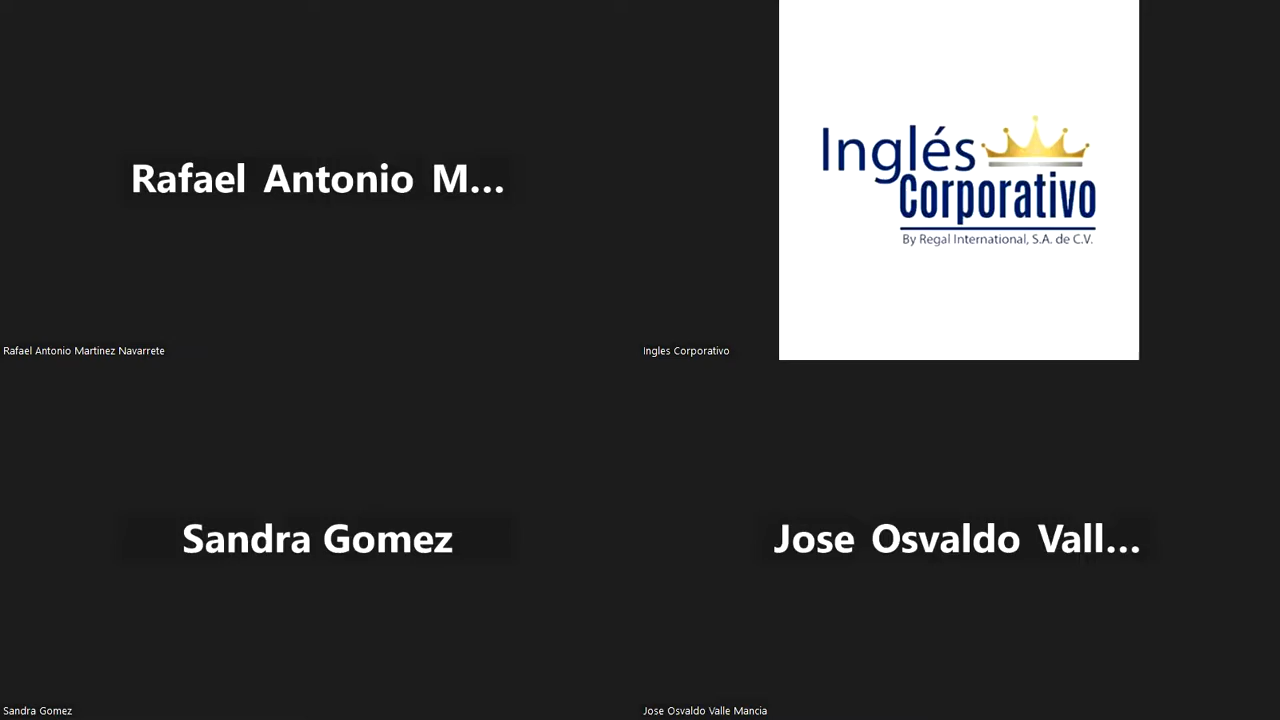 Rafael Antonio M...
Rafael Antonio Martinez Navarrete
Inglés
Corporativo
By Regal International, S.A. de C.V.
Ingles Corporativo
Sandra Gomez
Sandra Gomez
Jose Osvaldo Vall...
Jose Osvaldo Valle Mancia